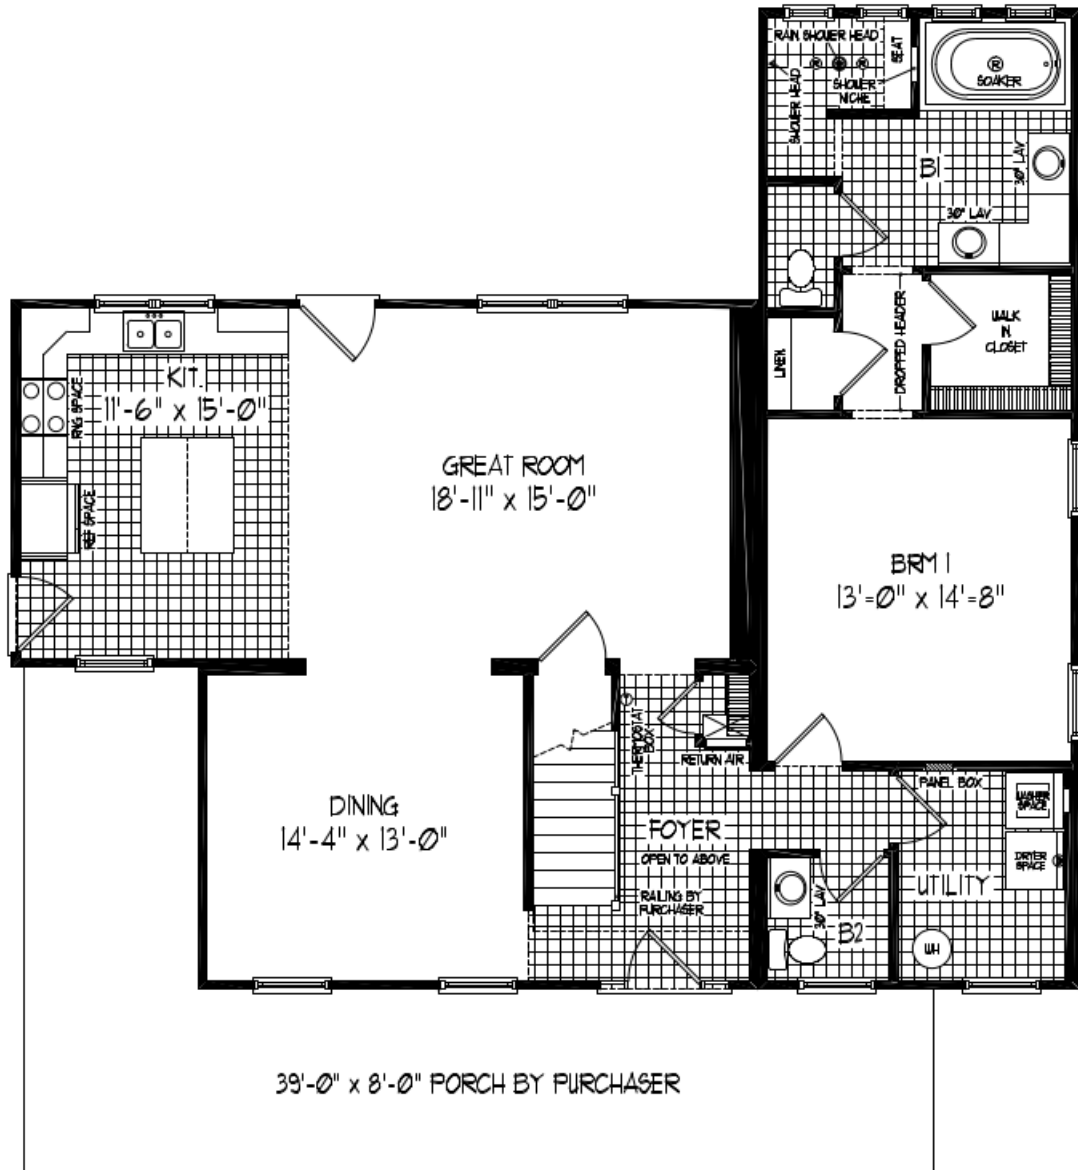 RAIN SHOWER HEAD
SEAT
SHOWER HEAD
SHOWER
NICHE
R
SOAKER
B1
30" LAV
30" LAV
DROPPED HEADER
WALK
IN
CLOSET
LINEN
KIT.
11'-6" x 15'-0"
RNG SPACE
REF SPACE
GREAT ROOM
18'-11" x 15'-0"
BRM 1
13'=0" x 14'=8"
THERMOSTAT
BOX
RETURN AIR
PANEL BOX
WASHER
SPACE
DRYER
SPACE
DINING
14'-4" x 13'-0"
FOYER
OPEN TO ABOVE
RAILING BY
PURCHASER
UTILITY
30" LAV
B2
WH
39'-0" x 8'-0" PORCH BY PURCHASER